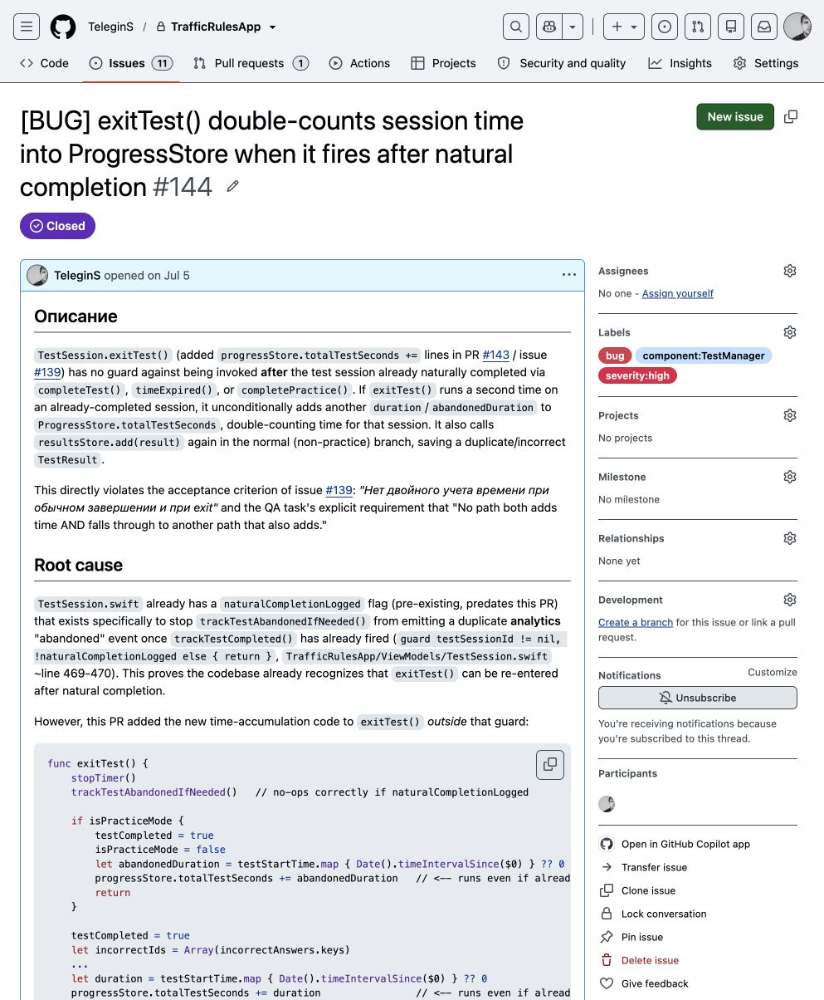 TeleginS / TrafficRulesApp
Code Issues 11 Pull requests 1 Actions Projects Security and quality Insights Settings
[BUG] exitTest() double-counts session time
into ProgressStore when it fires after natural
completion #144
New issue
Closed
TeleginS opened on Jul 5
Описание
TestSession.exitTest() (added progressStore.totalTestSeconds += lines in PR #143 / issue
#139) has no guard against being invoked after the test session already naturally completed via
completeTest(), timeExpired(), or completePractice(). If exitTest() runs a second time on
an already-completed session, it unconditionally adds another duration / abandonedDuration to
ProgressStore.totalTestSeconds, double-counting time for that session. It also calls
resultsStore.add(result) again in the normal (non-practice) branch, saving a duplicate/incorrect
TestResult.
This directly violates the acceptance criterion of issue #139: "Нет двойного учета времени при
обычном завершении и при exit" and the QA task's explicit requirement that "No path both adds
time AND falls through to another path that also adds."
Root cause
TestSession.swift already has a naturalCompletionLogged flag (pre-existing, predates this PR)
that exists specifically to stop trackTestAbandonedIfNeeded() from emitting a duplicate analytics
"abandoned" event once trackTestCompleted() has already fired (guard testSessionId != nil,
!naturalCompletionLogged else { return }, TrafficRulesApp/ViewModels/TestSession.swift
~line 469-470). This proves the codebase already recognizes that exitTest() can be re-entered
after natural completion.
However, this PR added the new time-accumulation code to exitTest() outside that guard:
func exitTest() {
    stopTimer()
    trackTestAbandonedIfNeeded()   // no-ops correctly if naturalCompletionLogged
    if isPracticeMode {
        testCompleted = true
        isPracticeMode = false
        let abandonedDuration = testStartTime.map { Date().timeIntervalSince($0) } ?? 0
        progressStore.totalTestSeconds += abandonedDuration   // <-- runs even if alread
        return
    }
    testCompleted = true
    let incorrectIds = Array(incorrectAnswers.keys)
    ...
    let duration = testStartTime.map { Date().timeIntervalSince($0) } ?? 0
    progressStore.totalTestSeconds += duration                // <-- runs even if alread
Assignees
No one - Assign yourself
Labels
bug component:TestManager
severity:high
Projects
No projects
Milestone
No milestone
Relationships
None yet
Development
Create a branch for this issue or link a pull
request.
Notifications Customize
Unsubscribe
You're receiving notifications because
you're subscribed to this thread.
Participants
Open in GitHub Copilot app
Transfer issue
Clone issue
Lock conversation
Pin issue
Delete issue
Give feedback